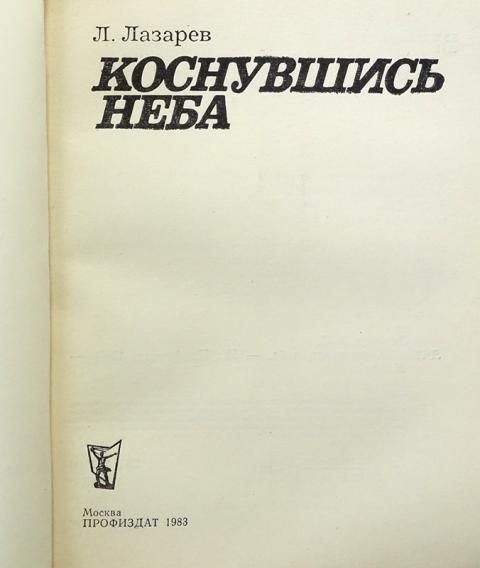 Л. Лазарев
КОСНУВШИСЬ
НЕБА
Москва
ПРОФИЗДАТ 1983